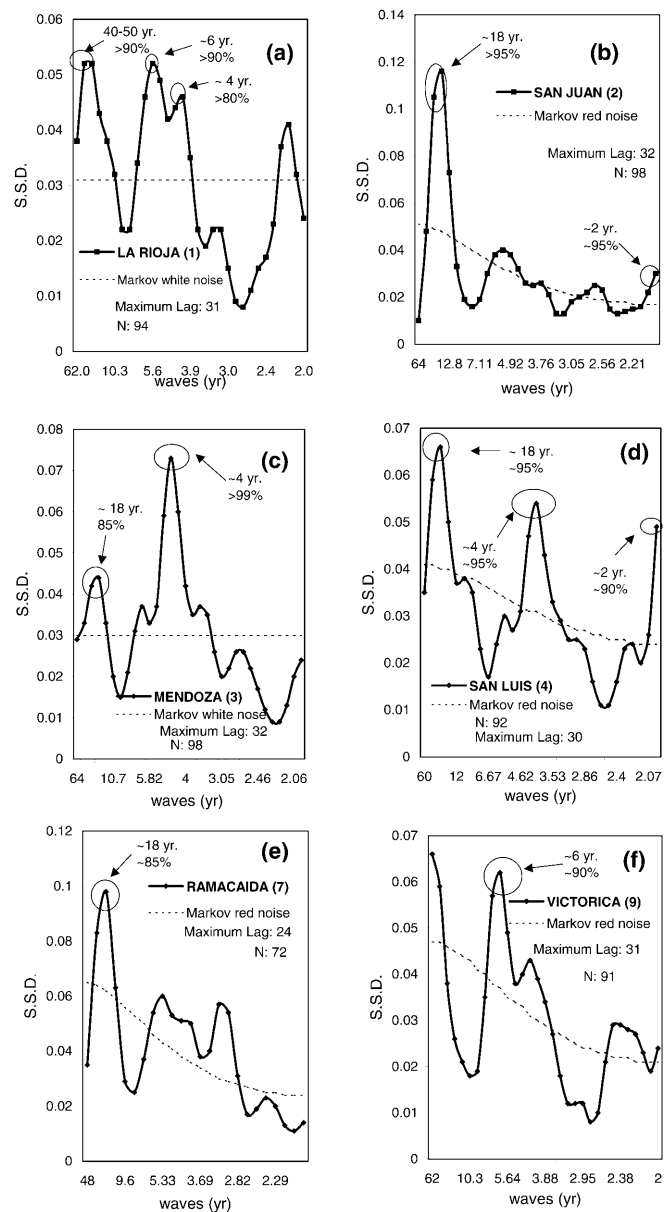 (a)
40-50 yr.
>90%
~6 yr.
>90%
~ 4 yr.
>80%
0.06
0.05
0.04
0.03
0.02
0.01
0
S.S.D.
LA RIOJA (1)
Markov white noise
Maximum Lag: 31
N: 94
62.0 10.3 5.6 3.9 3.0 2.4 2.0
waves (yr)
(b)
~18 yr.
>95%
0.14
0.12
0.1
0.08
0.06
0.04
0.02
0
S.S.D.
SAN JUAN (2)
Markov red noise
Maximum Lag: 32
N: 98
~2 yr.
~95%
64 12.8 7.11 4.92 3.76 3.05 2.56 2.21
waves (yr)
(c)
~ 18 yr.
85%
~4 yr.
>99%
0.08
0.07
0.06
0.05
0.04
0.03
0.02
0.01
0
S.S.D.
MENDOZA (3)
Markov white nose
Maximum Lag: 32
N: 98
64 10.7 5.82 4 3.05 2.46 2.06
waves (yr)
(d)
~ 18 yr.
~95%
~4 yr.
~95%
~2 yr.
~90%
0.07
0.06
0.05
0.04
0.03
0.02
0.01
0
S.S.D.
SAN LUIS (4)
Markov red noise
N: 92
Maximum Lag: 30
60 12 6.67 4.62 3.53 2.86 2.4 2.07
waves (yr)
(e)
~18 yr.
~85%
0.12
0.1
0.08
0.06
0.04
0.02
0
S.S.D.
RAMACAIDA (7)
Markov red noise
Maximum Lag: 24
N: 72
48 9.6 5.33 3.69 2.82 2.29
waves (yr)
(f)
~6 yr.
~90%
0.07
0.06
0.05
0.04
0.03
0.02
0.01
0
S.S.D.
VICTORICA (9)
Markov red noise
Maximum Lag: 31
N: 91
62 10.3 5.64 3.88 2.95 2.38 2
waves (yr)